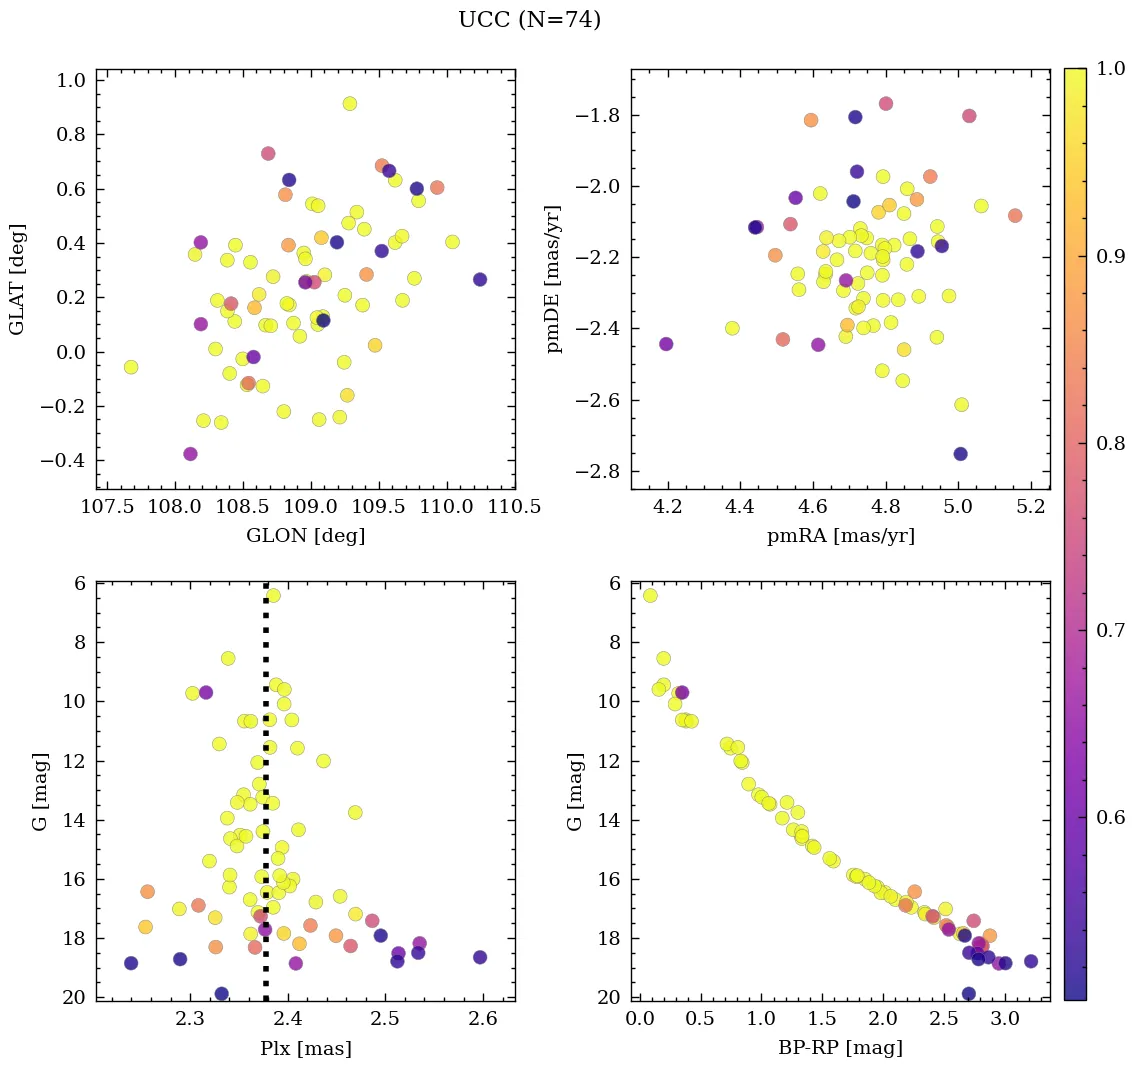 UCC (N=74)
1.0
0.8
0.6
0.4
0.2
0.0
−0.2
−0.4
GLAT [deg]
107.5 108.0 108.5 109.0 109.5 110.0 110.5
GLON [deg]
−1.8
−2.0
−2.2
−2.4
−2.6
−2.8
pmDE [mas/yr]
4.2 4.4 4.6 4.8 5.0 5.2
pmRA [mas/yr]
1.0
0.9
0.8
0.7
0.6
6
8
10
12
14
16
18
20
G [mag]
2.3 2.4 2.5 2.6
Plx [mas]
6
8
10
12
14
16
18
20
G [mag]
0.0 0.5 1.0 1.5 2.0 2.5 3.0
BP-RP [mag]